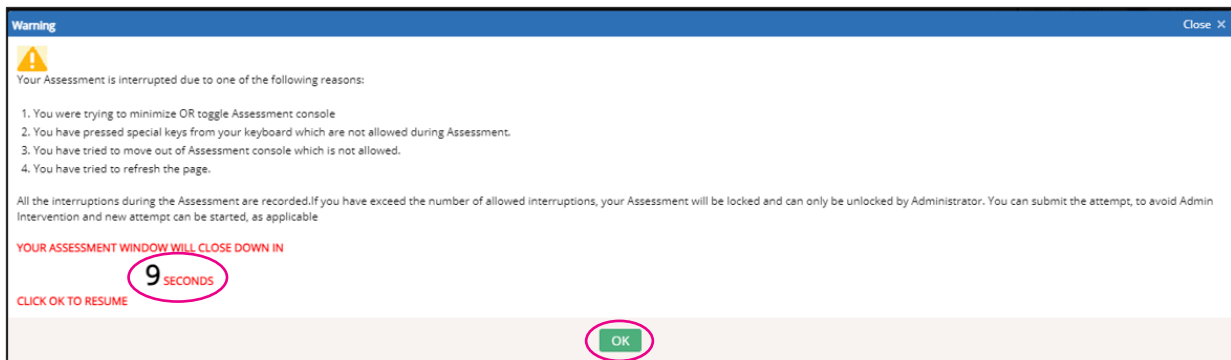 Warning
Close ×
Your Assessment is interrupted due to one of the following reasons:
1. You were trying to minimize OR toggle Assessment console
2. You have pressed special keys from your keyboard which are not allowed during Assessment.
3. You have tried to move out of Assessment console which is not allowed.
4. You have tried to refresh the page.
All the interruptions during the Assessment are recorded.If you have exceed the number of allowed interruptions, your Assessment will be locked and can only be unlocked by Administrator. You can submit the attempt, to avoid Admin
Intervention and new attempt can be started, as applicable
YOUR ASSESSMENT WINDOW WILL CLOSE DOWN IN
9 SECONDS
CLICK OK TO RESUME
OK